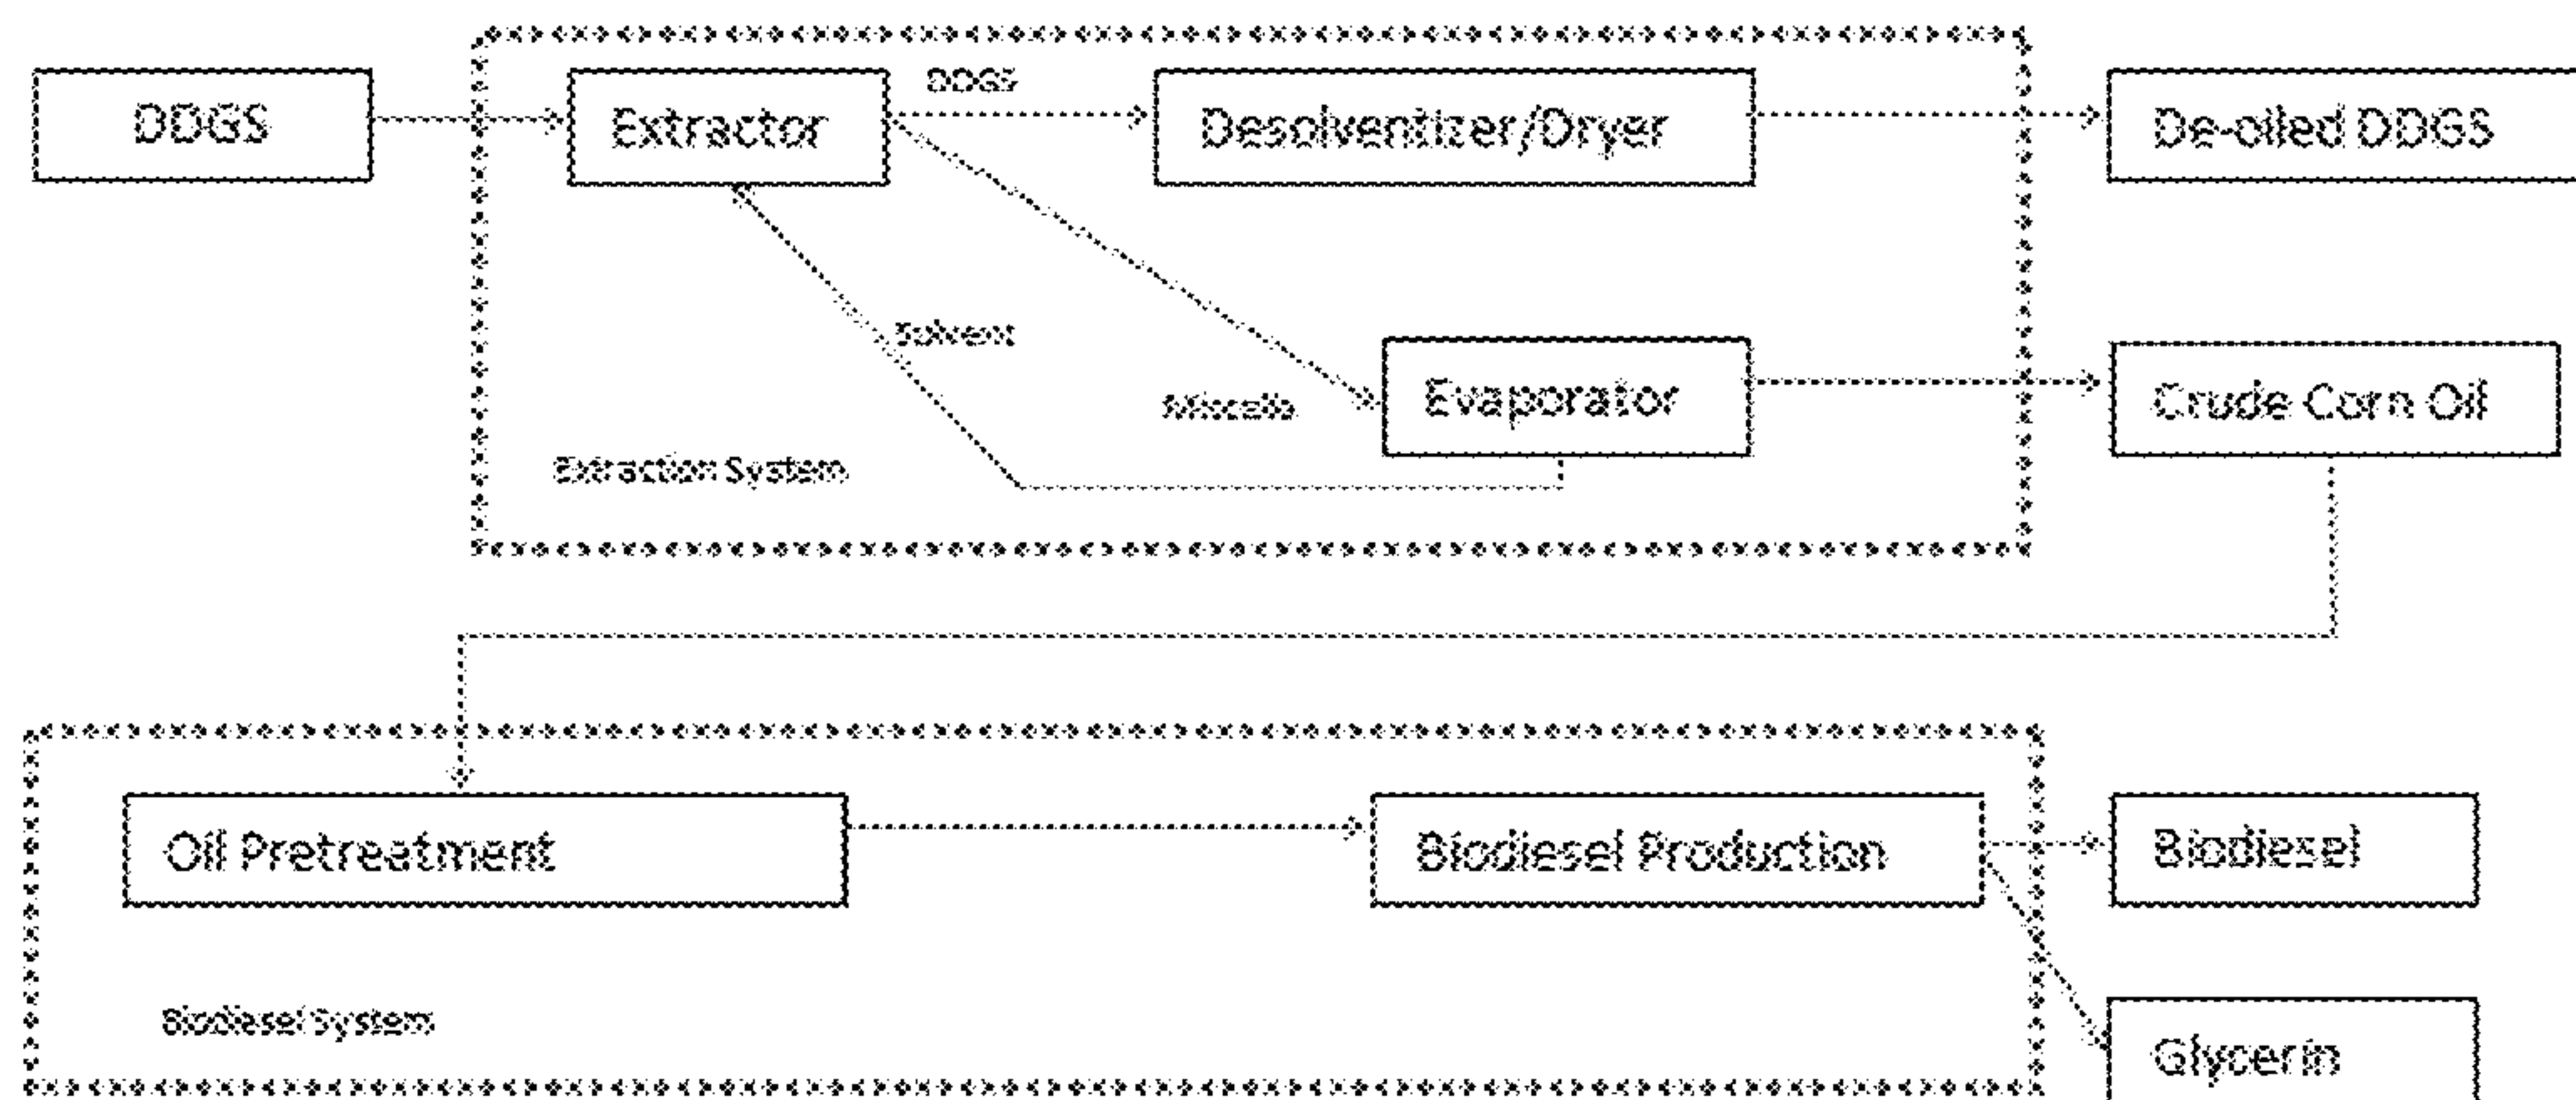 DDGS
DDGS
Extractor
Desolventizer/Dryer
De-oiled DDGS
Solvent
Miscella
Evaporator
Crude Corn Oil
Extraction System
Oil Pretreatment
Biodiesel Production
Biodiesel
Biodiesel System
Glycerin